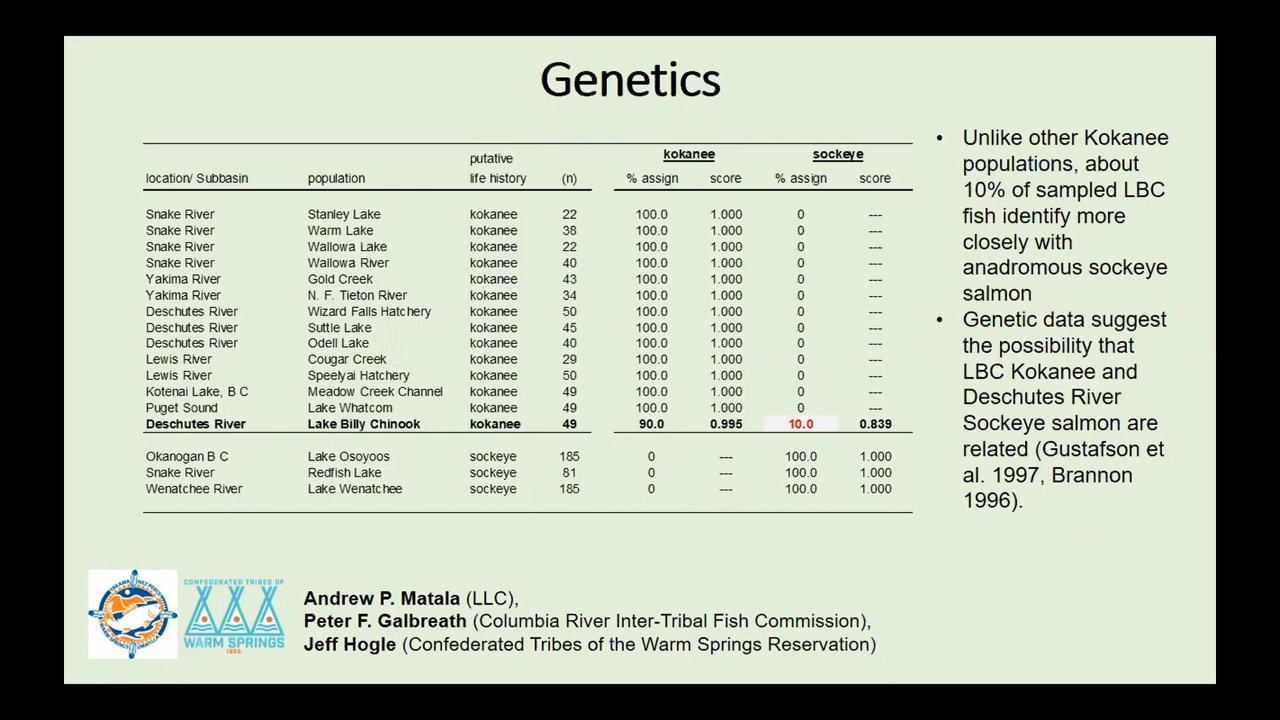 Genetics
kokanee sockeye
putative
location/ Subbasin population life history (n) % assign score % assign score
Snake River Stanley Lake kokanee 22 100.0 1.000 0 ---
Snake River Warm Lake kokanee 38 100.0 1.000 0 ---
Snake River Wallowa Lake kokanee 22 100.0 1.000 0 ---
Snake River Wallowa River kokanee 40 100.0 1.000 0 ---
Yakima River Gold Creek kokanee 43 100.0 1.000 0 ---
Yakima River N. F. Tieton River kokanee 34 100.0 1.000 0 ---
Deschutes River Wizard Falls Hatchery kokanee 50 100.0 1.000 0 ---
Deschutes River Suttle Lake kokanee 45 100.0 1.000 0 ---
Deschutes River Odell Lake kokanee 40 100.0 1.000 0 ---
Lewis River Cougar Creek kokanee 29 100.0 1.000 0 ---
Lewis River Speelyai Hatchery kokanee 50 100.0 1.000 0 ---
Kotenai Lake, B C Meadow Creek Channel kokanee 49 100.0 1.000 0 ---
Puget Sound Lake Whatcom kokanee 49 100.0 1.000 0 ---
Deschutes River Lake Billy Chinook kokanee 49 90.0 0.995 10.0 0.839
Okanogan B C Lake Osoyoos sockeye 185 0 --- 100.0 1.000
Snake River Redfish Lake sockeye 81 0 --- 100.0 1.000
Wenatchee River Lake Wenatchee sockeye 185 0 --- 100.0 1.000
• Unlike other Kokanee
populations, about
10% of sampled LBC
fish identify more
closely with
anadromous sockeye
salmon
• Genetic data suggest
the possibility that
LBC Kokanee and
Deschutes River
Sockeye salmon are
related (Gustafson et
al. 1997, Brannon
1996).
CONFEDERATED TRIBES OF
WARM SPRINGS
1855
Andrew P. Matala (LLC),
Peter F. Galbreath (Columbia River Inter-Tribal Fish Commission),
Jeff Hogle (Confederated Tribes of the Warm Springs Reservation)